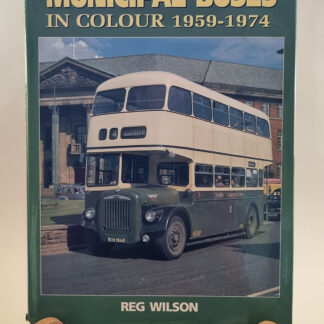 MUNICIPAL BUSES
IN COLOUR 1959-1974
REG WILSON